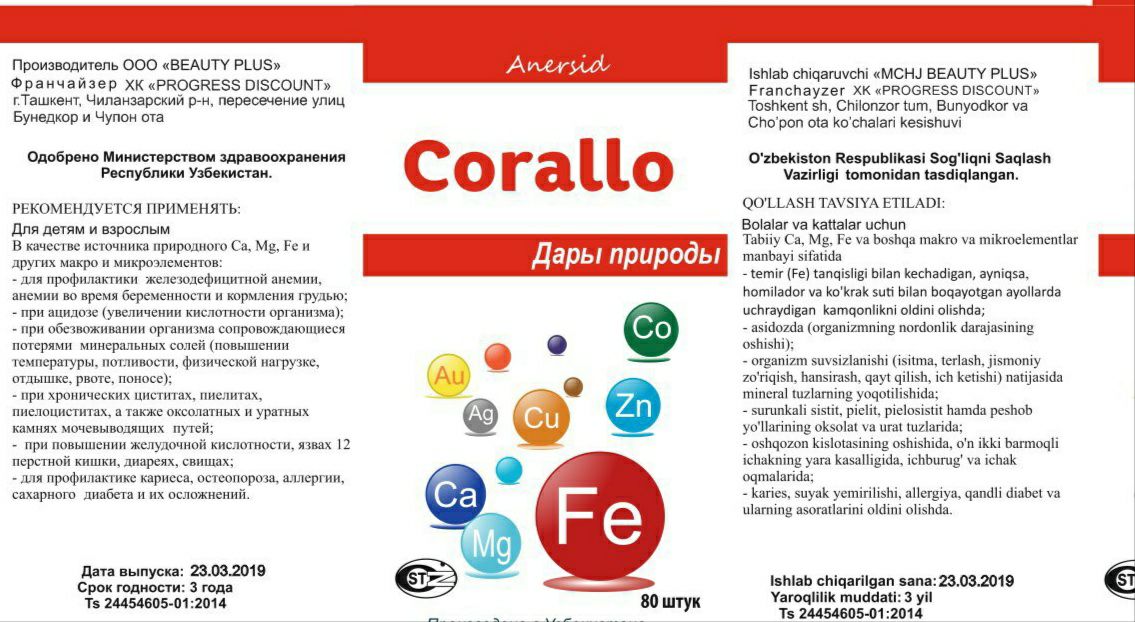 Производитель ООО «BEAUTY PLUS»
Франчайзер ХК «PROGRESS DISCOUNT»
г.Ташкент, Чиланзарский р-н, пересечение улиц
Бунедкор и Чупон ота
Одобрено Министерством здравоохранения
Республики Узбекистан.
РЕКОМЕНДУЕТСЯ ПРИМЕНЯТЬ:
Для детям и взрослым
В качестве источника природного Ca, Mg, Fe и
других макро и микроэлементов:
- для профилактики железодефицитной анемии,
анемии во время беременности и кормления грудью;
- при ацидозе (увеличении кислотности организма);
- при обезвоживании организма сопровождающиеся
потерями минеральных солей (повышении
температуры, потливости, физической нагрузке,
отдышке, рвоте, поносе);
- при хронических циститах, пиелитах,
пиелоциститах, а также оксолатных и уратных
камнях мочевыводящих путей;
- при повышении желудочной кислотности, язвах 12
перстной кишки, диареях, свищах;
- для профилактике кариеса, остеопороза, аллергии,
сахарного диабета и их осложнений.
Дата выпуска: 23.03.2019
Срок годности: 3 года
Ts 24454605-01:2014
Anersid
Corallo
Дары природы
Co
Au
Ag
Cu
Zn
Ca
Mg
Fe
ST
80 штук
Ishlab chiqaruvchi «MCHJ BEAUTY PLUS»
Franchayzer ХК «PROGRESS DISCOUNT»
Toshkent sh, Chilonzor tum, Bunyodkor va
Cho'pon ota ko'chalari kesishuvi
O'zbekiston Respublikasi Sog'liqni Saqlash
Vazirligi tomonidan tasdiqlangan.
QO'LLASH TAVSIYA ETILADI:
Bolalar va kattalar uchun
Tabiiy Ca, Mg, Fe va boshqa makro va mikroelementlar
manbayi sifatida
- temir (Fe) tanqisligi bilan kechadigan, ayniqsa,
homilador va ko'krak suti bilan boqayotgan ayollarda
uchraydigan kamqonlikni oldini olishda;
- asidozda (organizmning nordonlik darajasining
oshishi);
- organizm suvsizlanishi (isitma, terlash, jismoniy
zo'riqish, hansirash, qayt qilish, ich ketishi) natijasida
mineral tuzlarning yoqotilishida;
- surunkali sistit, pielit, pielosistit hamda peshob
yo'llarining oksolat va urat tuzlarida;
- oshqozon kislotasining oshishida, o'n ikki barmoqli
ichakning yara kasalligida, ichburug' va ichak
oqmalarida;
- karies, suyak yemirilishi, allergiya, qandli diabet va
ularning asoratlarini oldini olishda.
Ishlab chiqarilgan sana: 23.03.2019
Yaroqlilik muddati: 3 yil
Ts 24454605-01:2014
ST